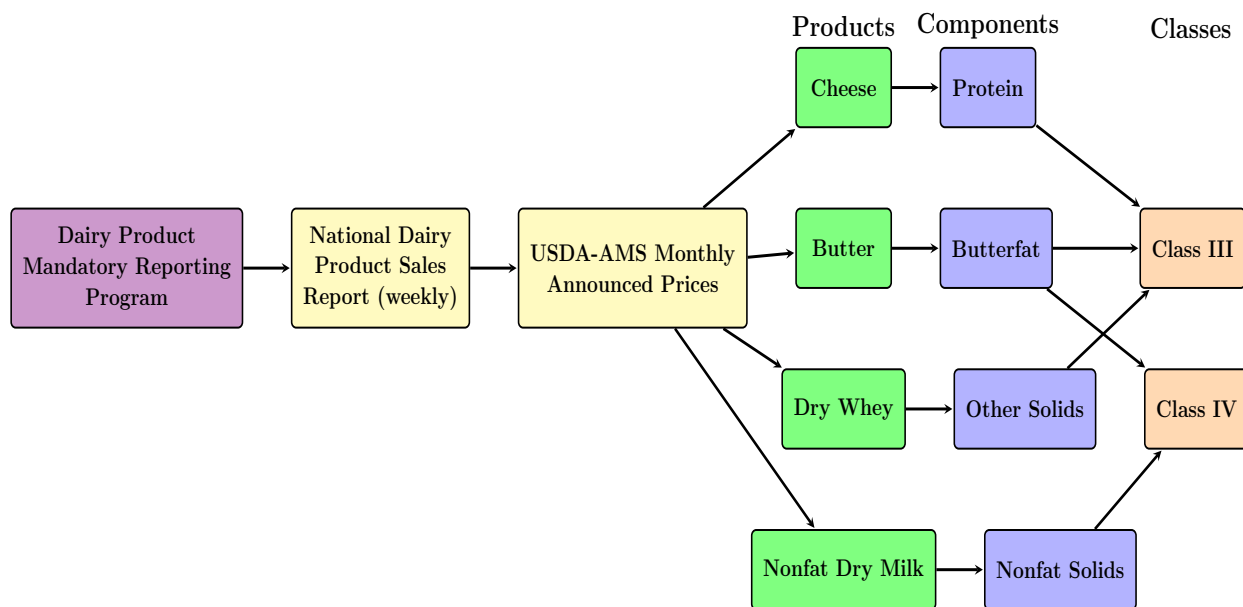 Products
Components
Classes
Cheese
Protein
Dairy Product
Mandatory Reporting
Program
National Dairy
Product Sales
Report (weekly)
USDA-AMS Monthly
Announced Prices
Butter
Butterfat
Class III
Dry Whey
Other Solids
Class IV
Nonfat Dry Milk
Nonfat Solids